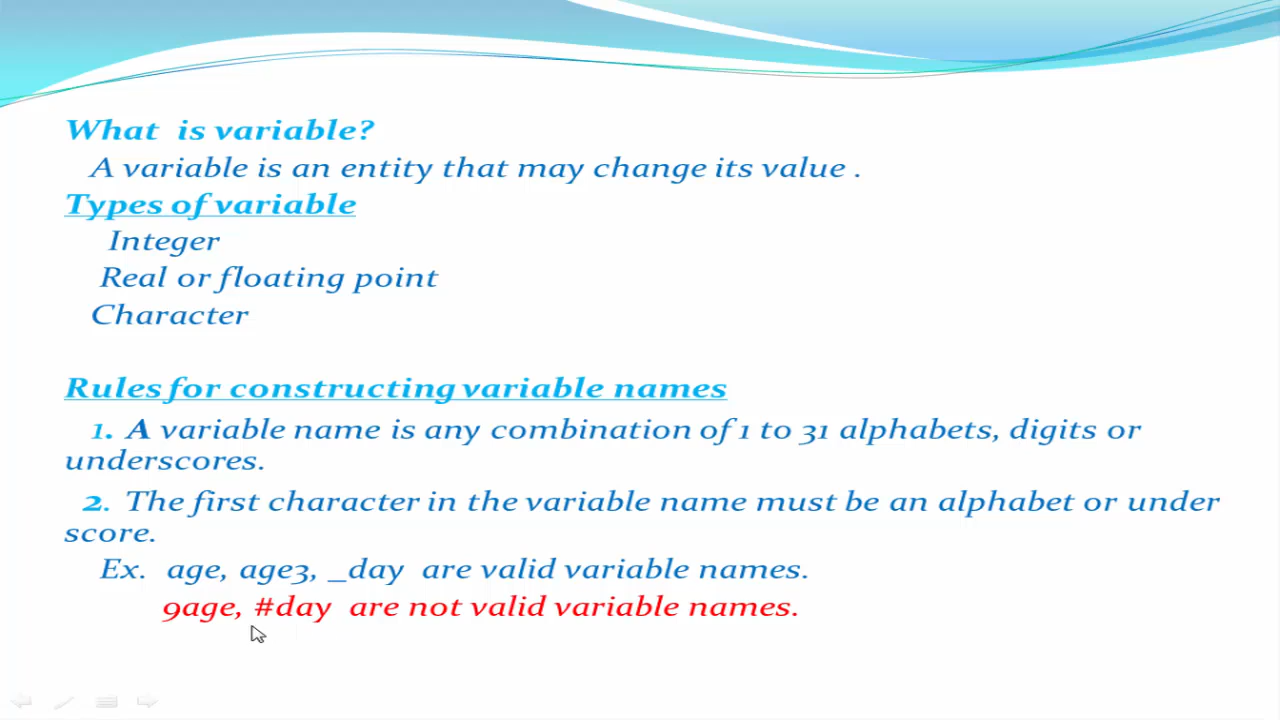 What is variable?
A variable is an entity that may change its value .
Types of variable
Integer
Real or floating point
Character
Rules for constructing variable names
1. A variable name is any combination of 1 to 31 alphabets, digits or
underscores.
2. The first character in the variable name must be an alphabet or under
score.
Ex. age, age3, _day are valid variable names.
9age, #day are not valid variable names.